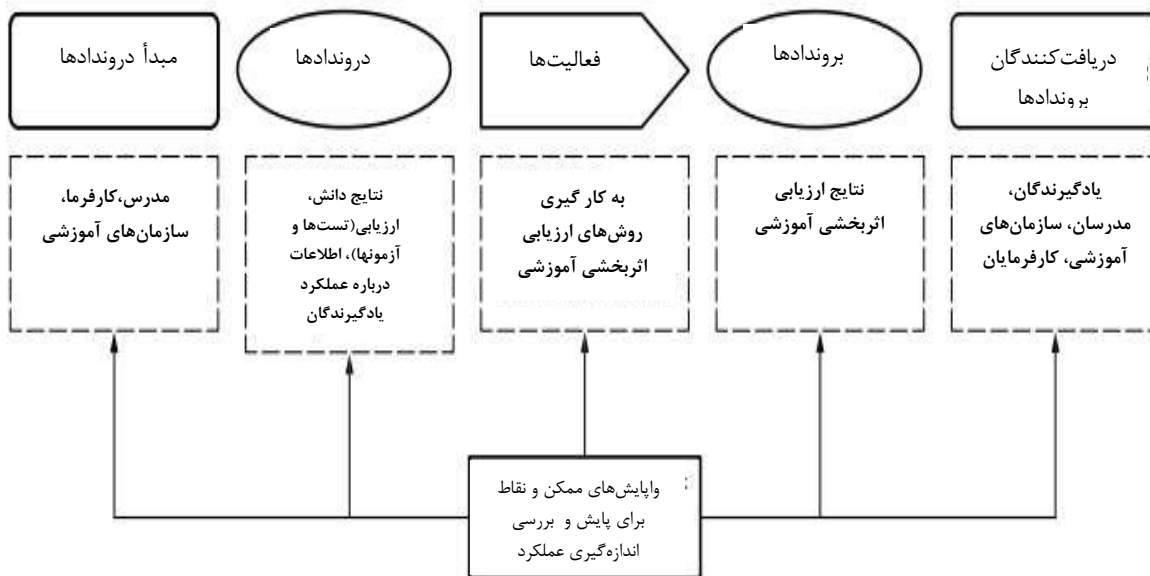 مبدأ دروندادها
دروندادها
فعالیت‌ها
بروندادها
دریافت‌کنندگان
بروندادها
مدرس،کارفرما،
سازمان‌های آموزشی
نتایج دانش،
ارزیابی(تست‌ها و
آزمونها)، اطلاعات
درباره عملکرد
یادگیرندگان
به کار گیری
روش‌های ارزیابی
اثربخشی آموزشی
نتایج ارزیابی
اثربخشی آموزشی
یادگیرندگان،
مدرسان، سازمان‌های
آموزشی، کارفرمایان
واپایش‌های ممکن و نقاط
برای پایش و بررسی
اندازه‌گیری عملکرد